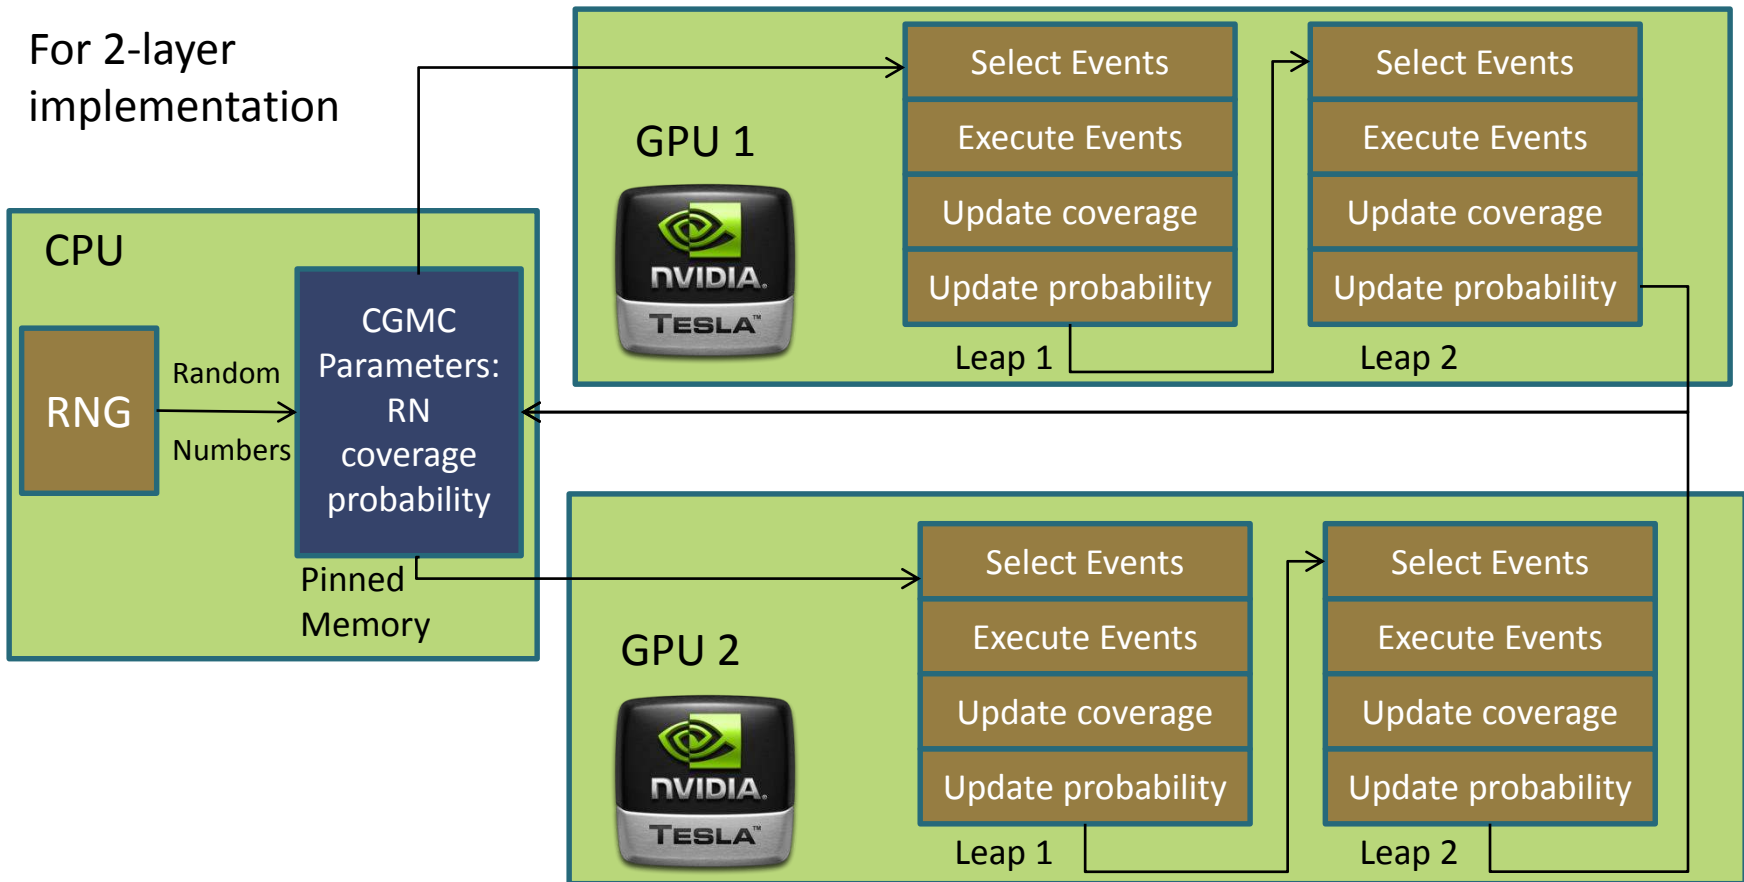 For 2-layer
implementation
CPU
RNG
Random
Numbers
CGMC
Parameters:
RN
coverage
probability
Pinned
Memory
GPU 1
NVIDIA.
TESLA™
Select Events
Execute Events
Update coverage
Update probability
Leap 1
Select Events
Execute Events
Update coverage
Update probability
Leap 2
GPU 2
NVIDIA.
TESLA™
Select Events
Execute Events
Update coverage
Update probability
Leap 1
Select Events
Execute Events
Update coverage
Update probability
Leap 2